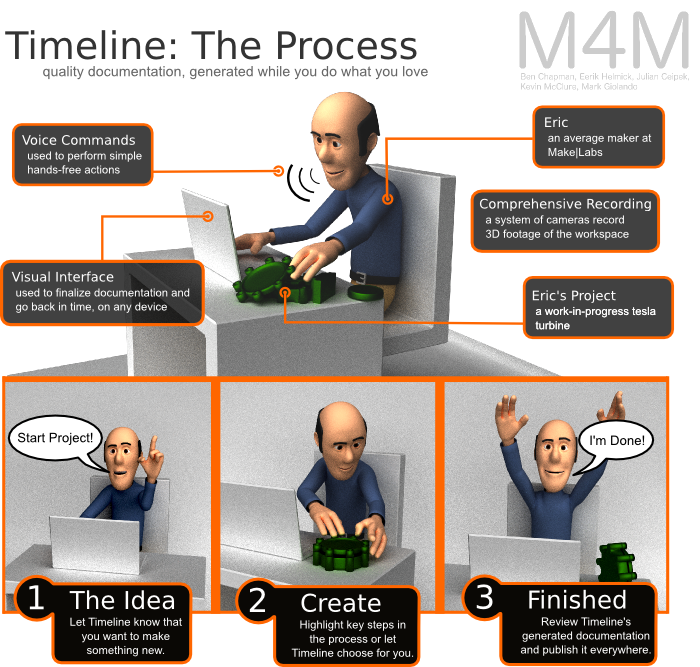 Timeline: The Process
quality documentation, generated while you do what you love
M4M
Ben Chapman, Eerik Helmick, Julian Ceipek,
Kevin McClure, Mark Giolando
Voice Commands
used to perform simple
hands-free actions
Eric
an average maker at
Make|Labs
Comprehensive Recording
a system of cameras record
3D footage of the workspace
Visual Interface
used to finalize documentation and
go back in time, on any device
Eric's Project
a work-in-progress tesla
turbine
Start Project!
I'm Done!
1 The Idea
Let Timeline know that
you want to make
something new.
2 Create
Highlight key steps in
the process or let
Timeline choose for you.
3 Finished
Review Timeline's
generated documentation
and publish it everywhere.